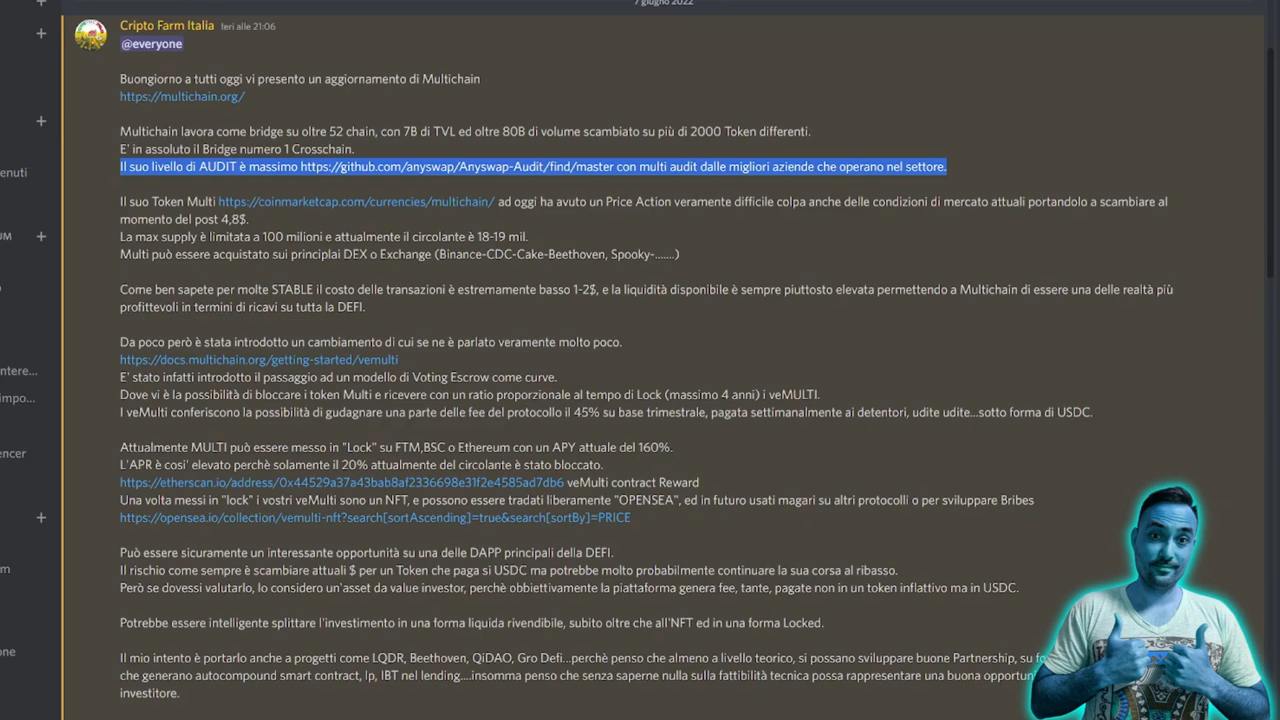 7 giugno 2022
Cripto Farm Italia Ieri alle 21:06
@everyone
Buongiorno a tutti oggi vi presento un aggiornamento di Multichain
https://multichain.org/
Multichain lavora come bridge su oltre 52 chain, con 7B di TVL ed oltre 80B di volume scambiato su più di 2000 Token differenti.
E' in assoluto il Bridge numero 1 Crosschain.
Il suo livello di AUDIT è massimo https://github.com/anyswap/Anyswap-Audit/find/master con multi audit dalle migliori aziende che operano nel settore.
Il suo Token Multi https://coinmarketcap.com/currencies/multichain/ ad oggi ha avuto un Price Action veramente difficile colpa anche delle condizioni di mercato attuali portandolo a scambiare al
momento del post 4,8$.
La max supply è limitata a 100 milioni e attualmente il circolante è 18-19 mil.
Multi può essere acquistato sui principlai DEX o Exchange (Binance-CDC-Cake-Beethoven, Spooky-.......)
Come ben sapete per molte STABLE il costo delle transazioni è estremamente basso 1-2$, e la liquidità disponibile è sempre piuttosto elevata permettendo a Multichain di essere una delle realtà più
profittevoli in termini di ricavi su tutta la DEFI.
Da poco però è stata introdotto un cambiamento di cui se ne è parlato veramente molto poco.
https://docs.multichain.org/getting-started/vemulti
E' stato infatti introdotto il passaggio ad un modello di Voting Escrow come curve.
Dove vi è la possibilità di bloccare i token Multi e ricevere con un ratio proporzionale al tempo di Lock (massimo 4 anni) i veMULTI.
I veMulti conferiscono la possibilità di gudagnare una parte delle fee del protocollo il 45% su base trimestrale, pagata settimanalmente ai detentori, udite udite...sotto forma di USDC.
Attualmente MULTI può essere messo in "Lock" su FTM,BSC o Ethereum con un APY attuale del 160%.
L'APR è cosi' elevato perchè solamente il 20% attualmente del circolante è stato bloccato.
https://etherscan.io/address/0x44529a37a43bab8af2336698e31f2e4585ad7db6 veMulti contract Reward
Una volta messi in "lock" i vostri veMulti sono un NFT, e possono essere tradati liberamente "OPENSEA", ed in futuro usati magari su altri protocolli o per sviluppare Bribes
https://opensea.io/collection/vemulti-nft?search[sortAscending]=true&search[sortBy]=PRICE
Può essere sicuramente un interessante opportunità su una delle DAPP principali della DEFI.
Il rischio come sempre è scambiare attuali $ per un Token che paga si USDC ma potrebbe molto probabilmente continuare la sua corsa al ribasso.
Però se dovessi valutarlo, lo considero un'asset da value investor, perchè obbiettivamente la piattaforma genera fee, tante, pagate non in un token inflattivo ma in USDC.
Potrebbe essere intelligente splittare l'investimento in una forma liquida rivendibile, subito oltre che all'NFT ed in una forma Locked.
Il mio intento è portarlo anche a progetti come LQDR, Beethoven, QiDAO, Gro Defi...perchè penso che almeno a livello teorico, si possano sviluppare buone Partnership, su
che generano autocompound smart contract, lp, IBT nel lending....insomma penso che senza saperne nulla sulla fattibilità tecnica possa rappresentare una buona
investitore.